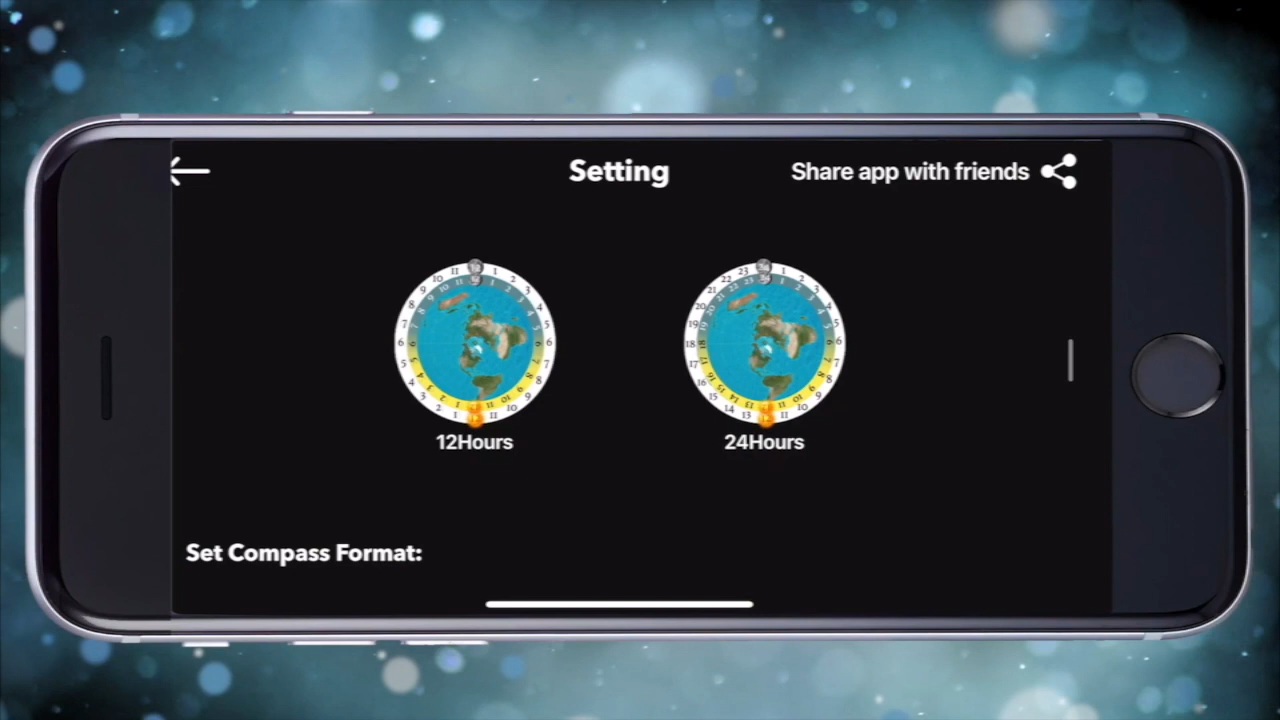 Setting
Share app with friends
12Hours
24Hours
Set Compass Format: